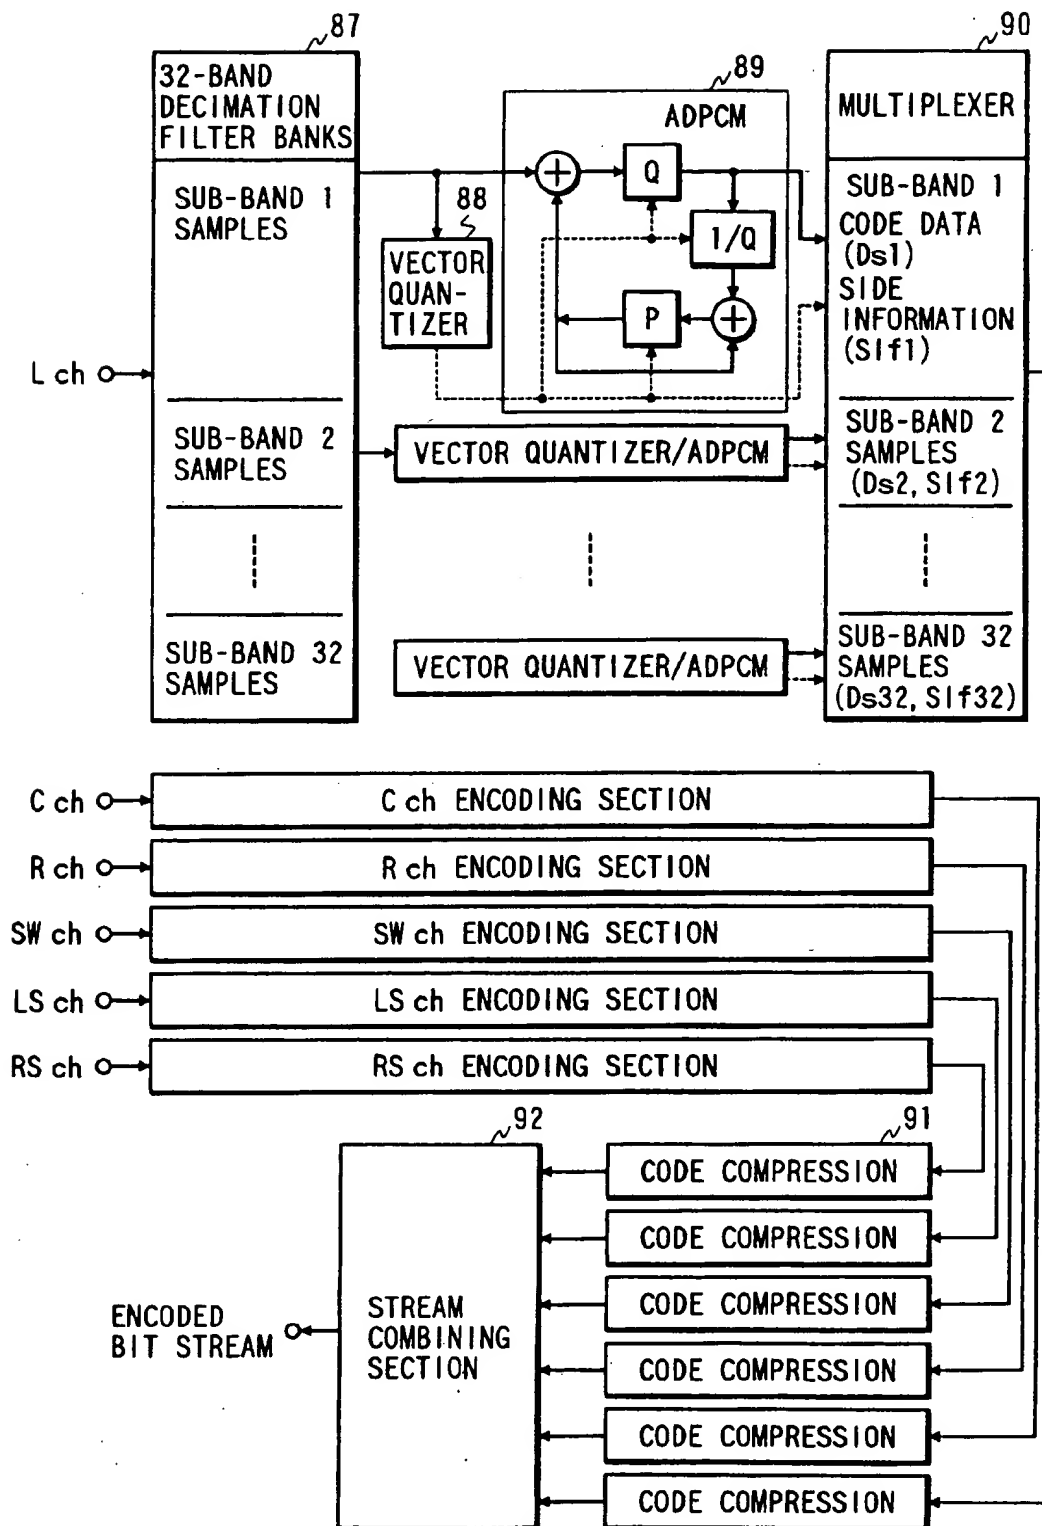 87
90
32-BAND
DECIMATION
FILTER BANKS
89
ADPCM
MULTIPLEXER
SUB-BAND 1
SAMPLES
88
VECTOR
QUAN-
TIZER
+
Q
1/Q
P
+
SUB-BAND 1
CODE DATA
(Ds1)
SIDE
INFORMATION
(SIf1)
L ch
SUB-BAND 2
SAMPLES
VECTOR QUANTIZER/ADPCM
SUB-BAND 2
SAMPLES
(Ds2, SIf2)
SUB-BAND 32
SAMPLES
VECTOR QUANTIZER/ADPCM
SUB-BAND 32
SAMPLES
(Ds32, SIf32)
C ch
C ch ENCODING SECTION
R ch
R ch ENCODING SECTION
SW ch
SW ch ENCODING SECTION
LS ch
LS ch ENCODING SECTION
RS ch
RS ch ENCODING SECTION
92
91
CODE COMPRESSION
CODE COMPRESSION
CODE COMPRESSION
CODE COMPRESSION
CODE COMPRESSION
CODE COMPRESSION
STREAM
COMBINING
SECTION
ENCODED
BIT STREAM